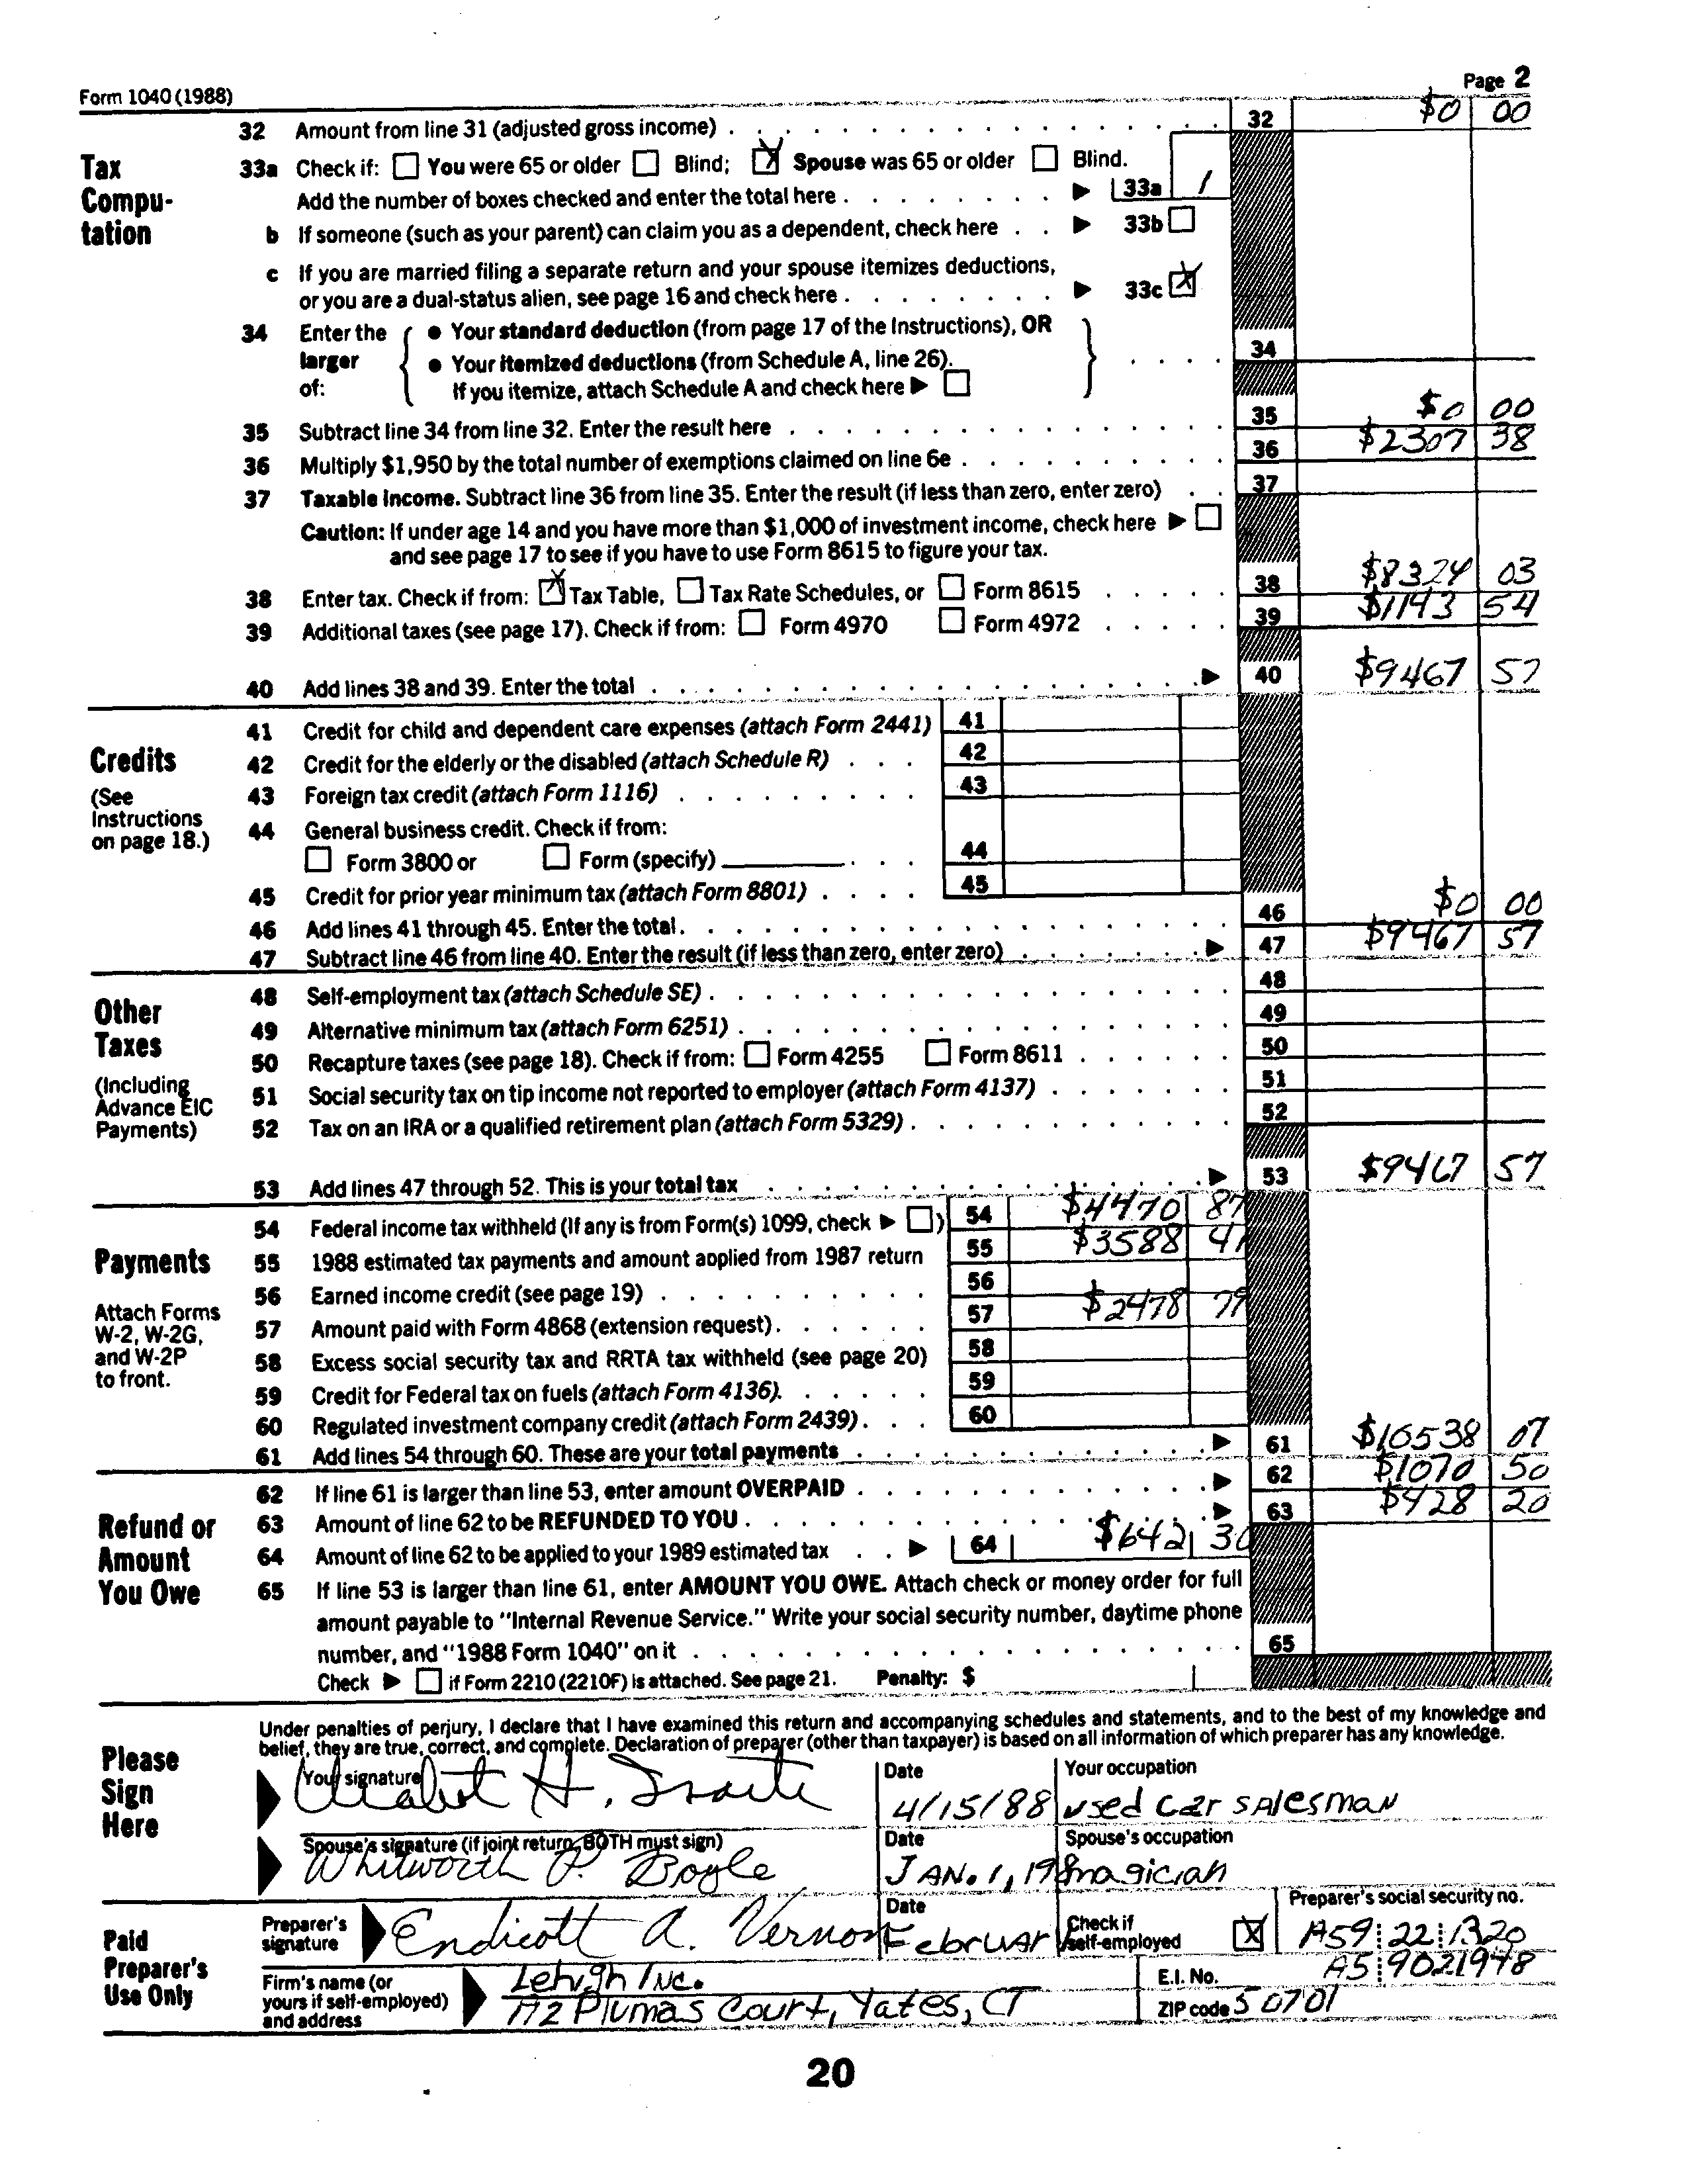 Form 1040 (1988) Page 2
32 Amount from line 31 (adjusted gross income) 32 $0 00
Tax Computation
33a Check if: You were 65 or older Blind; X Spouse was 65 or older Blind.
Add the number of boxes checked and enter the total here 33a 1
b If someone (such as your parent) can claim you as a dependent, check here 33b
c If you are married filing a separate return and your spouse itemizes deductions,
or you are a dual-status alien, see page 16 and check here 33c X
34 Enter the larger of:
• Your standard deduction (from page 17 of the Instructions), OR
• Your itemized deductions (from Schedule A, line 26). 34
If you itemize, attach Schedule A and check here
35 Subtract line 34 from line 32. Enter the result here 35 $0 00
36 Multiply $1,950 by the total number of exemptions claimed on line 6e 36 $2307 38
37 Taxable income. Subtract line 36 from line 35. Enter the result (if less than zero, enter zero) 37
Caution: If under age 14 and you have more than $1,000 of investment income, check here
and see page 17 to see if you have to use Form 8615 to figure your tax.
38 Enter tax. Check if from: X Tax Table, Tax Rate Schedules, or Form 8615 38 $8324 03
39 Additional taxes (see page 17). Check if from: Form 4970 Form 4972 39 $1143 54
40 Add lines 38 and 39. Enter the total 40 $9467 57
Credits
(See Instructions on page 18.)
41 Credit for child and dependent care expenses (attach Form 2441) 41
42 Credit for the elderly or the disabled (attach Schedule R) 42
43 Foreign tax credit (attach Form 1116) 43
44 General business credit. Check if from:
Form 3800 or Form (specify) 44
45 Credit for prior year minimum tax (attach Form 8801) 45
46 Add lines 41 through 45. Enter the total 46 $0 00
47 Subtract line 46 from line 40. Enter the result (if less than zero, enter zero) 47 $9467 57
Other Taxes
(Including Advance EIC Payments)
48 Self-employment tax (attach Schedule SE) 48
49 Alternative minimum tax (attach Form 6251) 49
50 Recapture taxes (see page 18). Check if from: Form 4255 Form 8611 50
51 Social security tax on tip income not reported to employer (attach Form 4137) 51
52 Tax on an IRA or a qualified retirement plan (attach Form 5329) 52
53 Add lines 47 through 52. This is your total tax 53 $9467 57
Payments
Attach Forms W-2, W-2G, and W-2P to front.
54 Federal income tax withheld (If any is from Form(s) 1099, check ) 54 $4470 87
55 1988 estimated tax payments and amount applied from 1987 return 55 $3588 41
56 Earned income credit (see page 19) 56
57 Amount paid with Form 4868 (extension request) 57 $2478 79
58 Excess social security tax and RRTA tax withheld (see page 20) 58
59 Credit for Federal tax on fuels (attach Form 4136) 59
60 Regulated investment company credit (attach Form 2439) 60
61 Add lines 54 through 60. These are your total payments 61 $10538 07
Refund or Amount You Owe
62 If line 61 is larger than line 53, enter amount OVERPAID 62 $1070 50
63 Amount of line 62 to be REFUNDED TO YOU 63 $428 20
64 Amount of line 62 to be applied to your 1989 estimated tax 64 $642 30
65 If line 53 is larger than line 61, enter AMOUNT YOU OWE. Attach check or money order for full
amount payable to "Internal Revenue Service." Write your social security number, daytime phone
number, and "1988 Form 1040" on it 65
Check if Form 2210 (2210F) is attached. See page 21. Penalty: $
Please Sign Here
Under penalties of perjury, I declare that I have examined this return and accompanying schedules and statements, and to the best of my knowledge and
belief, they are true, correct, and complete. Declaration of preparer (other than taxpayer) is based on all information of which preparer has any knowledge.
Your signature H. Date 4/15/88 Your occupation used car salesman
Spouse's signature (if joint return, BOTH must sign) Whitworth P. Boyle Date JAN. 1, 19 Spouse's occupation magician
Paid Preparer's Use Only
Preparer's signature Endicott A. Vernon Date Februar Check if self-employed X Preparer's social security no. A59 22 1320
Firm's name (or yours if self-employed) and address Lehigh Inc. E.I. No. A5 9021978
A2 Plumas Court, Yates, CT ZIP code 50701
20